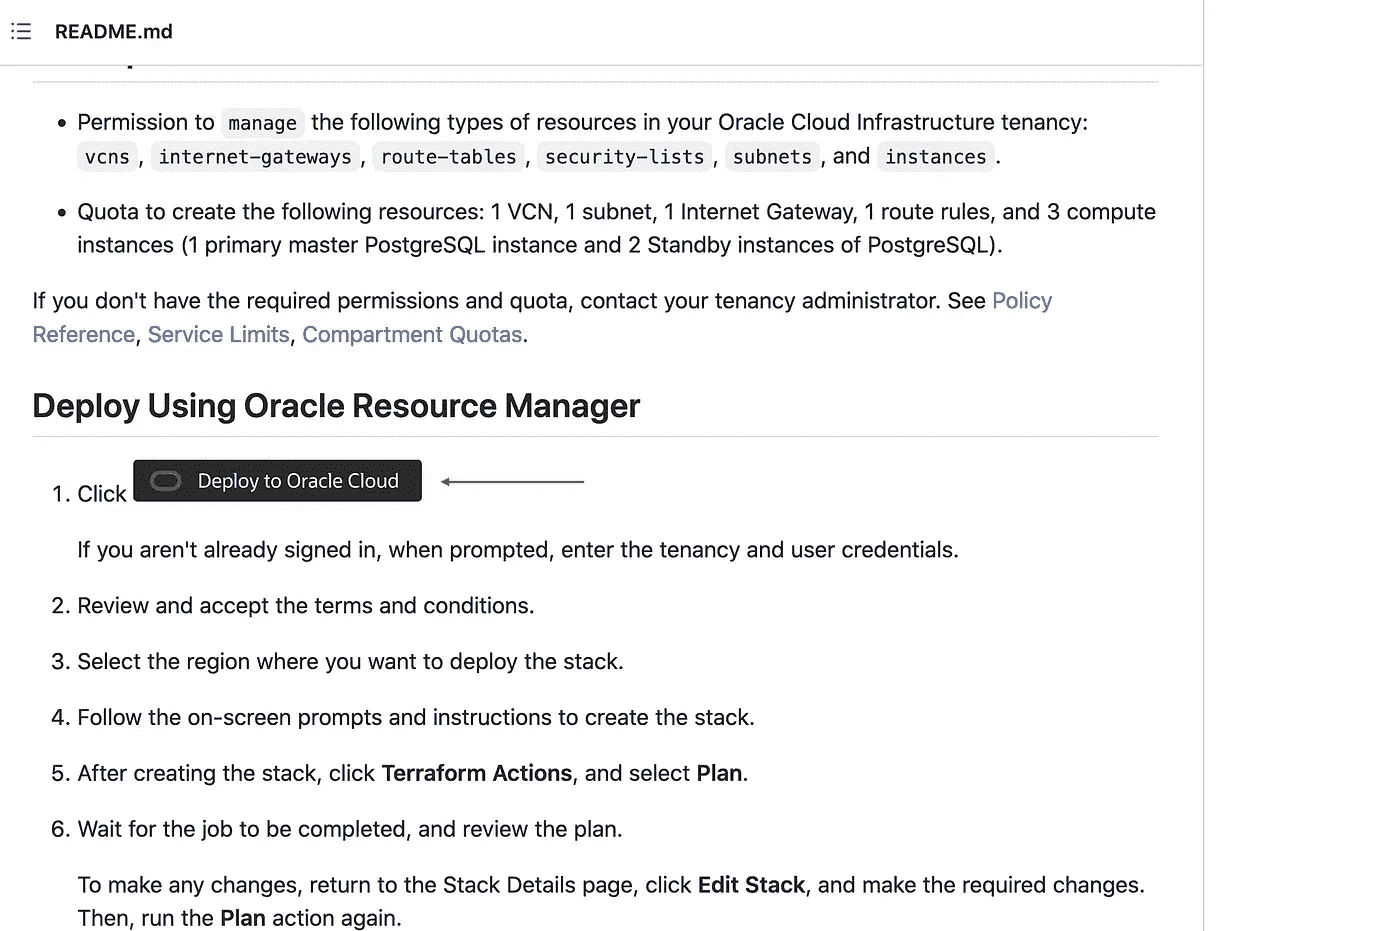 README.md
Permission to manage the following types of resources in your Oracle Cloud Infrastructure tenancy:
vcns, internet-gateways, route-tables, security-lists, subnets, and instances.
Quota to create the following resources: 1 VCN, 1 subnet, 1 Internet Gateway, 1 route rules, and 3 compute
instances (1 primary master PostgreSQL instance and 2 Standby instances of PostgreSQL).
If you don't have the required permissions and quota, contact your tenancy administrator. See Policy
Reference, Service Limits, Compartment Quotas.
Deploy Using Oracle Resource Manager
1. Click Deploy to Oracle Cloud
If you aren't already signed in, when prompted, enter the tenancy and user credentials.
2. Review and accept the terms and conditions.
3. Select the region where you want to deploy the stack.
4. Follow the on-screen prompts and instructions to create the stack.
5. After creating the stack, click Terraform Actions, and select Plan.
6. Wait for the job to be completed, and review the plan.
To make any changes, return to the Stack Details page, click Edit Stack, and make the required changes.
Then, run the Plan action again.